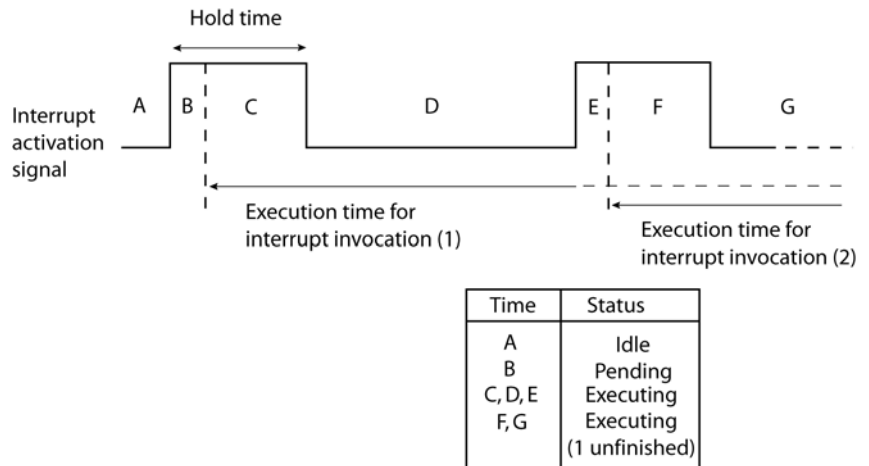 Hold time
A
B
C
D
E
F
G
Interrupt
activation
signal
Execution time for
interrupt invocation (1)
Execution time for
interrupt invocation (2)
Time Status
A Idle
B Pending
C, D, E Executing
F, G Executing
(1 unfinished)